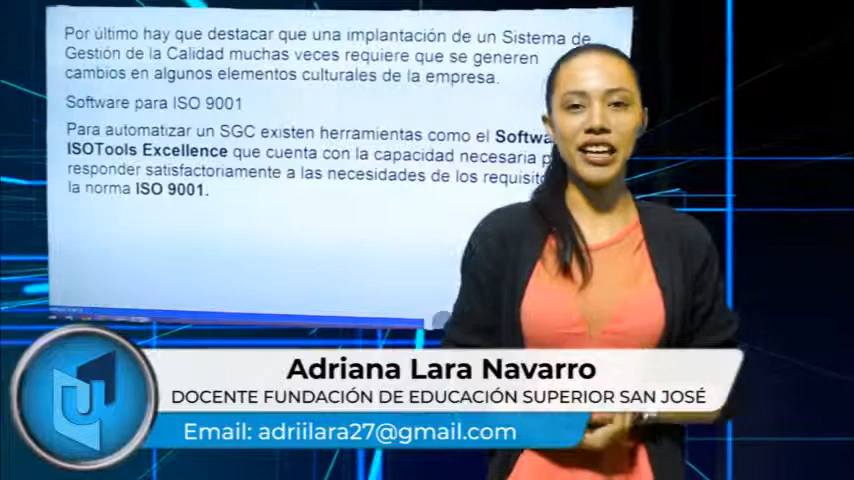 Por último hay que destacar que una implantación de un Sistema de
Gestión de la Calidad muchas veces requiere que se generen
cambios en algunos elementos culturales de la empresa.
Software para ISO 9001
Para automatizar un SGC existen herramientas como el Softwa
ISOTools Excellence que cuenta con la capacidad necesaria p
responder satisfactoriamente a las necesidades de los requisito
la norma ISO 9001.
Adriana Lara Navarro
DOCENTE FUNDACIÓN DE EDUCACIÓN SUPERIOR SAN JOSÉ
Email: adriilara27@gmail.com